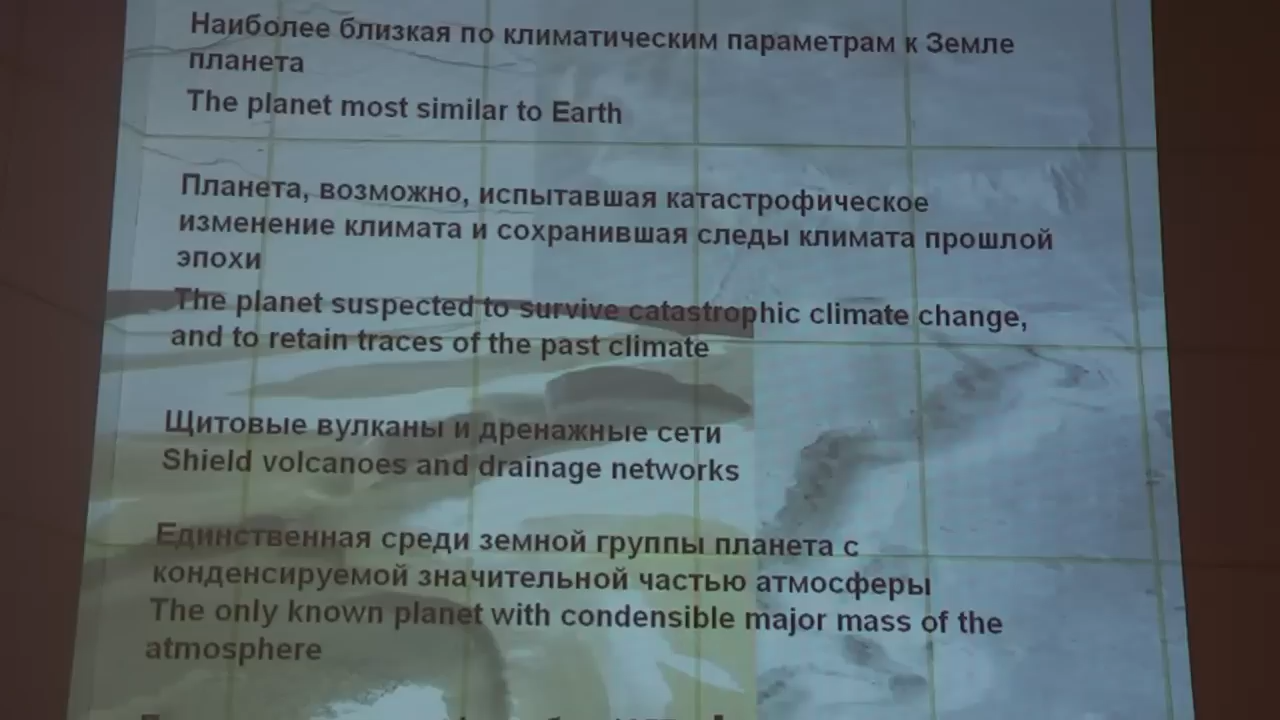 Наиболее близкая по климатическим параметрам к Земле
планета
The planet most similar to Earth
Планета, возможно, испытавшая катастрофическое
изменение климата и сохранившая следы климата прошлой
эпохи
The planet suspected to survive catastrophic climate change,
and to retain traces of the past climate
Щитовые вулканы и дренажные сети
Shield volcanoes and drainage networks
Единственная среди земной группы планета с
конденсируемой значительной частью атмосферы
The only known planet with condensible major mass of the
atmosphere